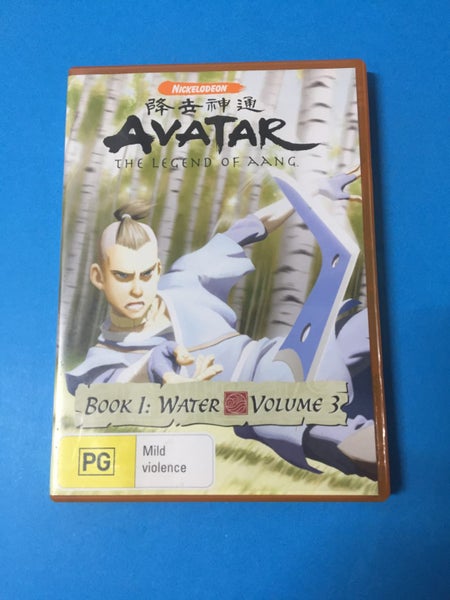 NICKELODEON
降世神通
AVATAR
THE LEGEND OF AANG
BOOK 1: WATER VOLUME 3
PG
Mild
violence